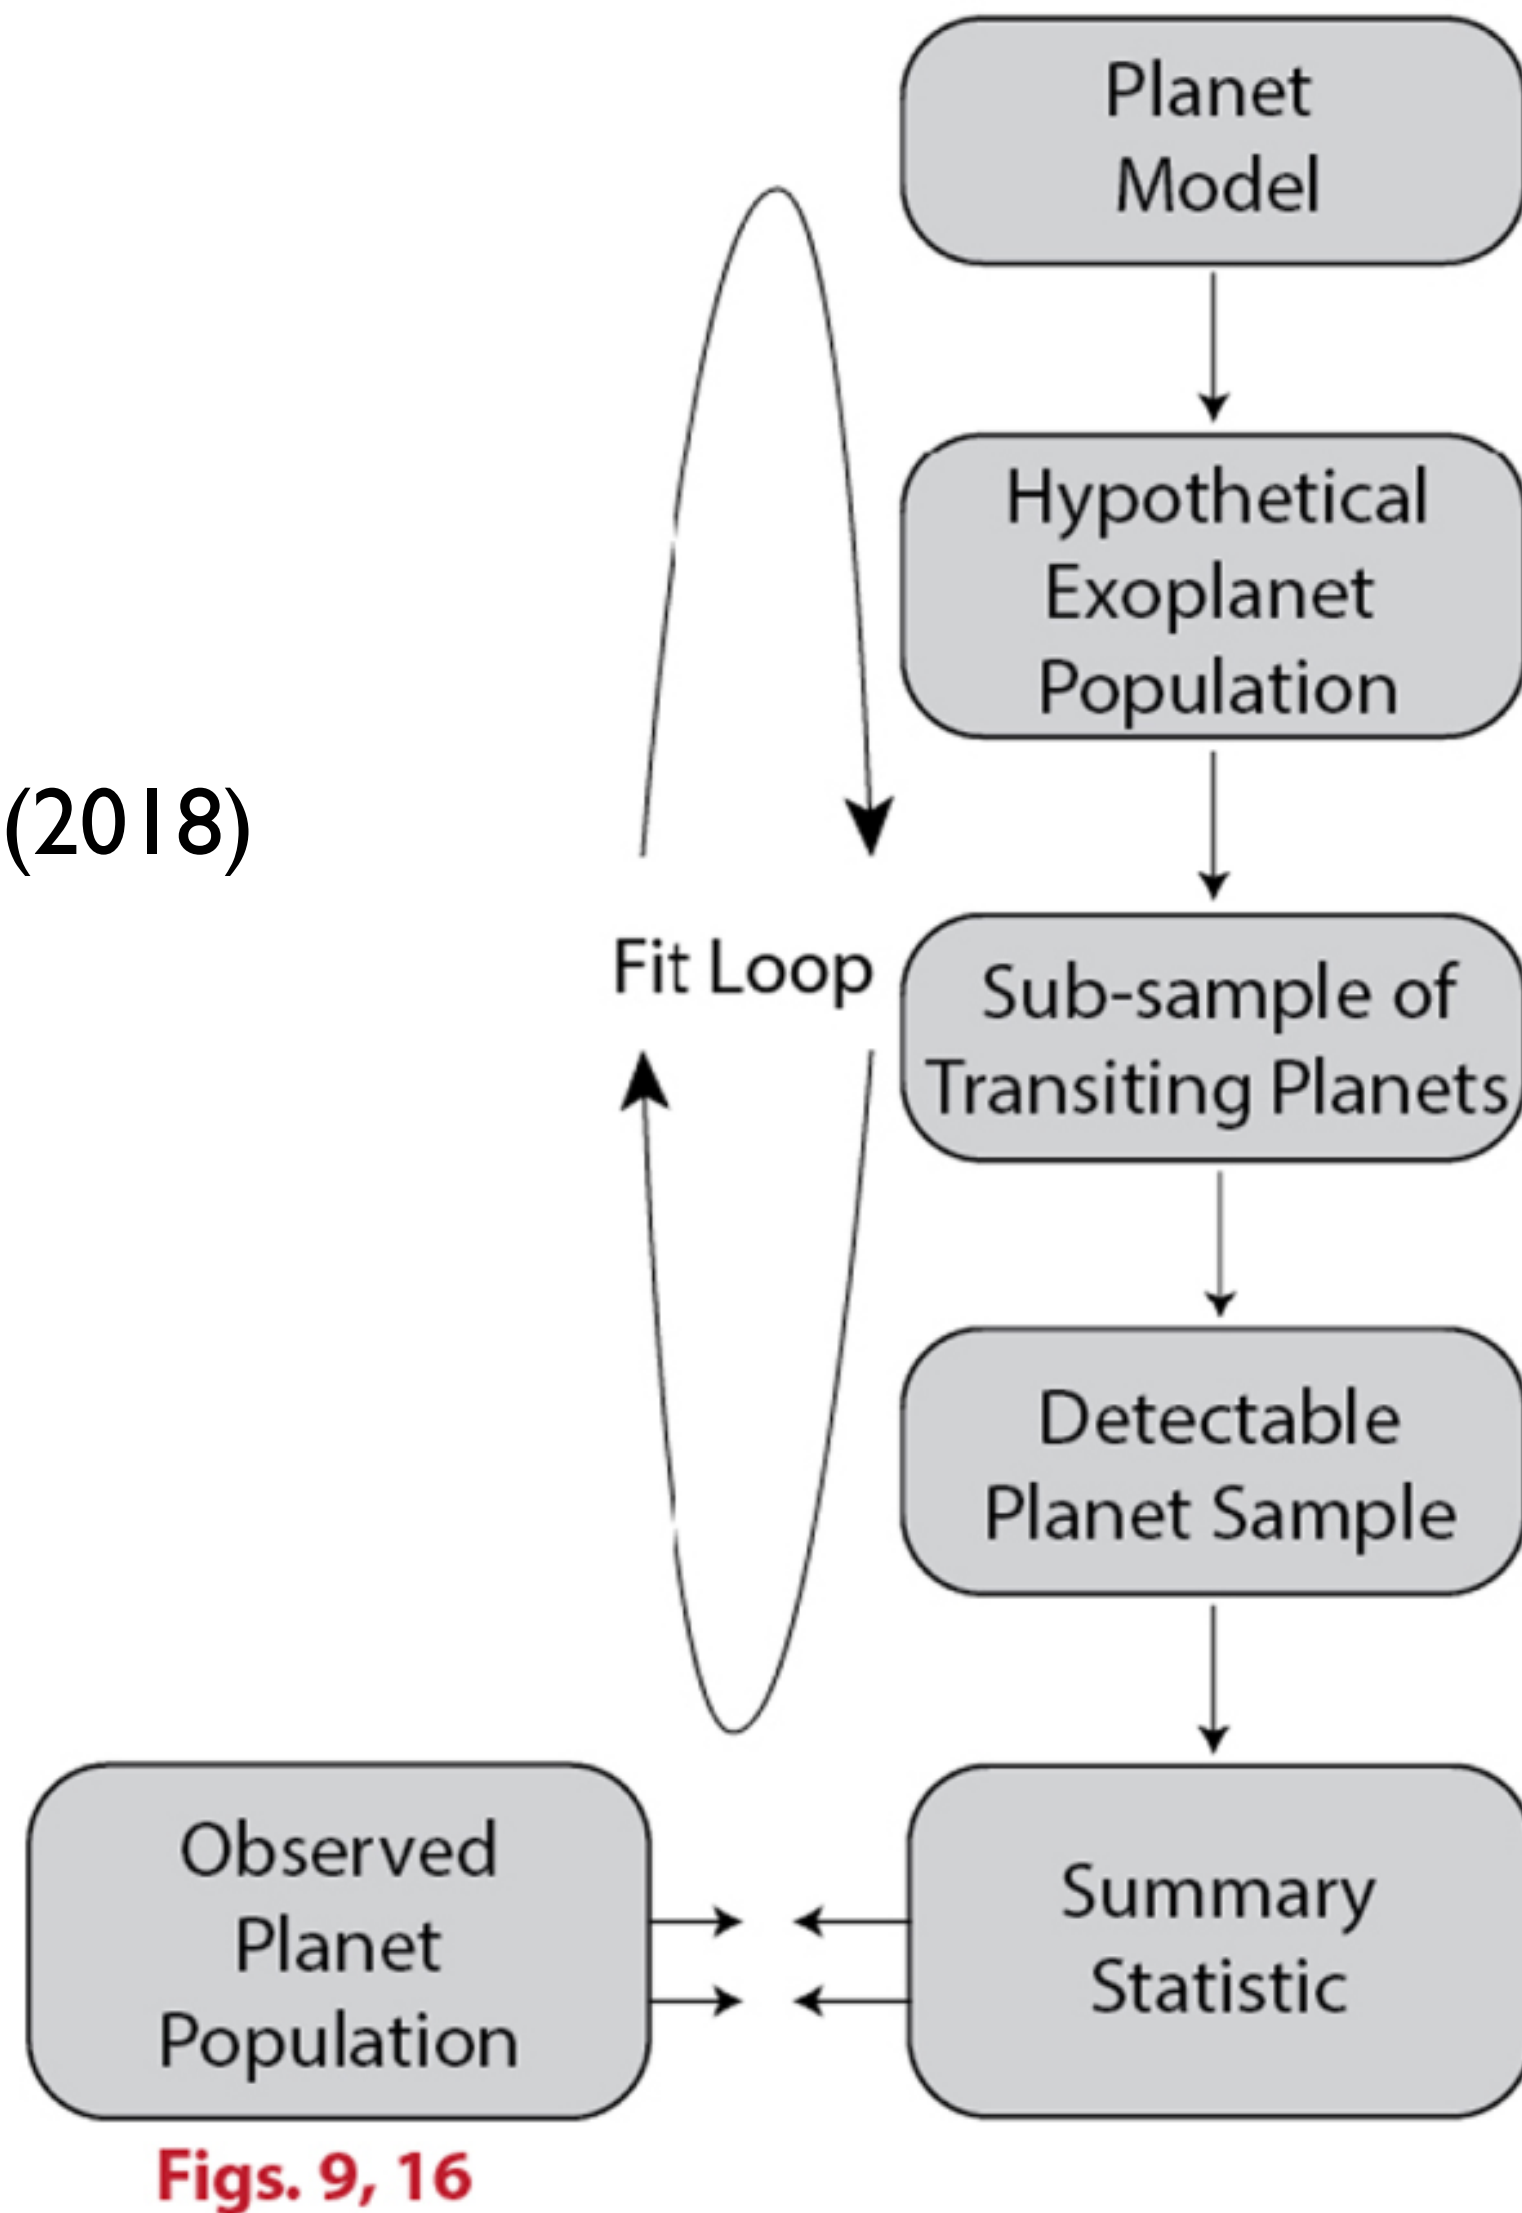 Planet
Model
Hypothetical
Exoplanet
Population
(2018)
Fit Loop
Sub-sample of
Transiting Planets
Detectable
Planet Sample
Observed
Planet
Population
Summary
Statistic
Figs. 9, 16